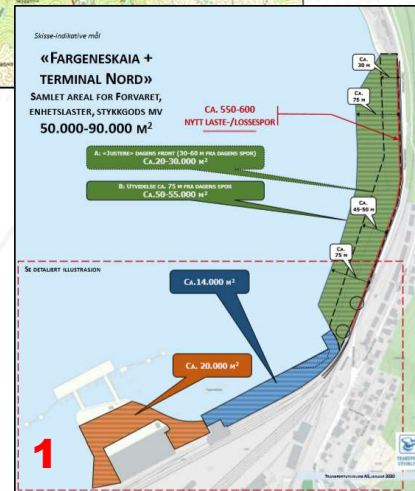 Skisse-indikative mål
«FARGENESKAIA +
TERMINAL NORD»
SAMLET AREAL FOR FORVARET,
ENHETSLASTER, STYKKGODS MV
50.000-90.000 M²
CA. 550-600
NYTT LASTE-/LOSSESPOR
CA.
20 M
CA.
75 M
A: «JUSTERE» DAGENS FRONT (30-60 M FRA DAGENS SPOR)
CA.20-30.000 M²
B: UTVIDELSE CA. 75 M FRA DAGENS SPOR
CA.50-55.000 M²
CA.
45-50 M
CA.
75 M
SE DETALJERT ILLUSTRASJON
CA.14.000 M²
CA. 20.000 M²
1